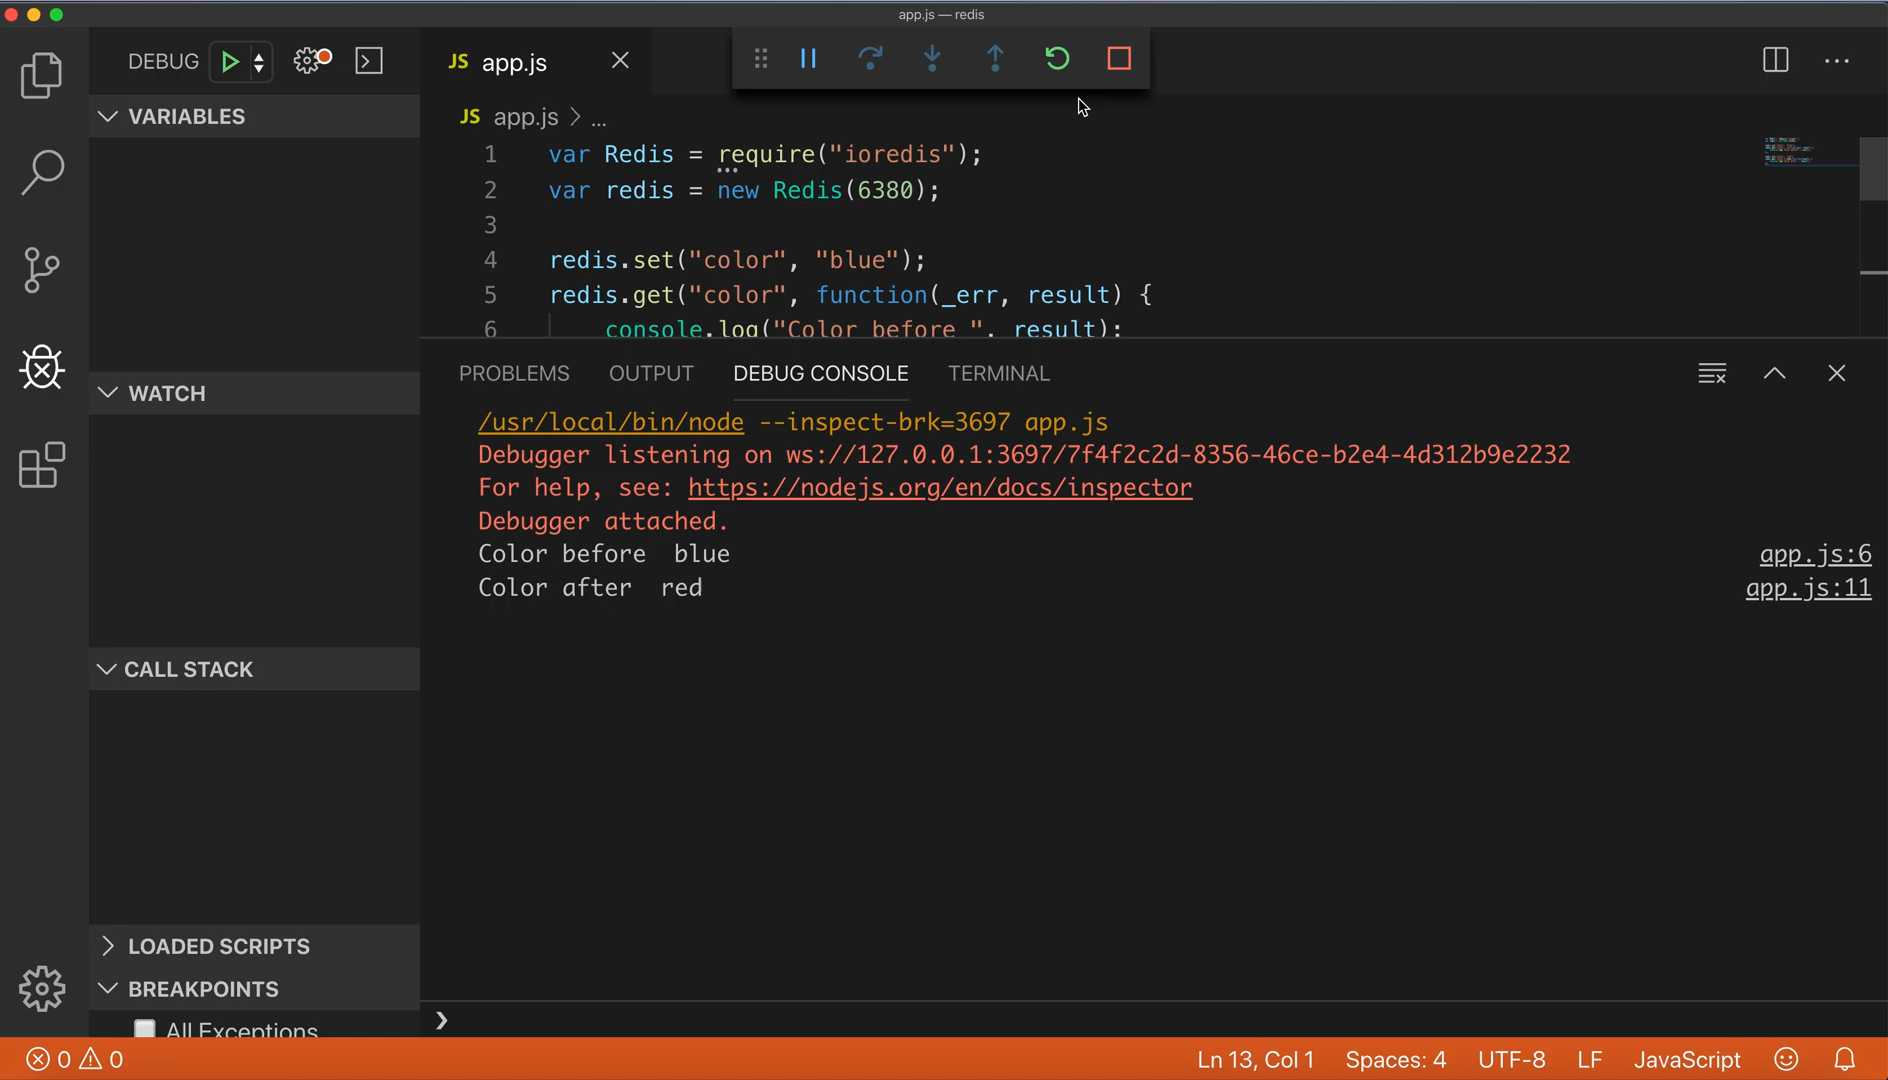 app.js — redis
DEBUG
JS app.js
VARIABLES
JS app.js > ...
1 var Redis = require("ioredis");
2 var redis = new Redis(6380);
3
4 redis.set("color", "blue");
5 redis.get("color", function(_err, result) {
6 console.log("Color before ", result);
WATCH
CALL STACK
LOADED SCRIPTS
BREAKPOINTS
All Exceptions
PROBLEMS OUTPUT DEBUG CONSOLE TERMINAL
/usr/local/bin/node --inspect-brk=3697 app.js
Debugger listening on ws://127.0.0.1:3697/7f4f2c2d-8356-46ce-b2e4-4d312b9e2232
For help, see: https://nodejs.org/en/docs/inspector
Debugger attached.
Color before  blue app.js:6
Color after  red app.js:11
0 0 Ln 13, Col 1 Spaces: 4 UTF-8 LF JavaScript